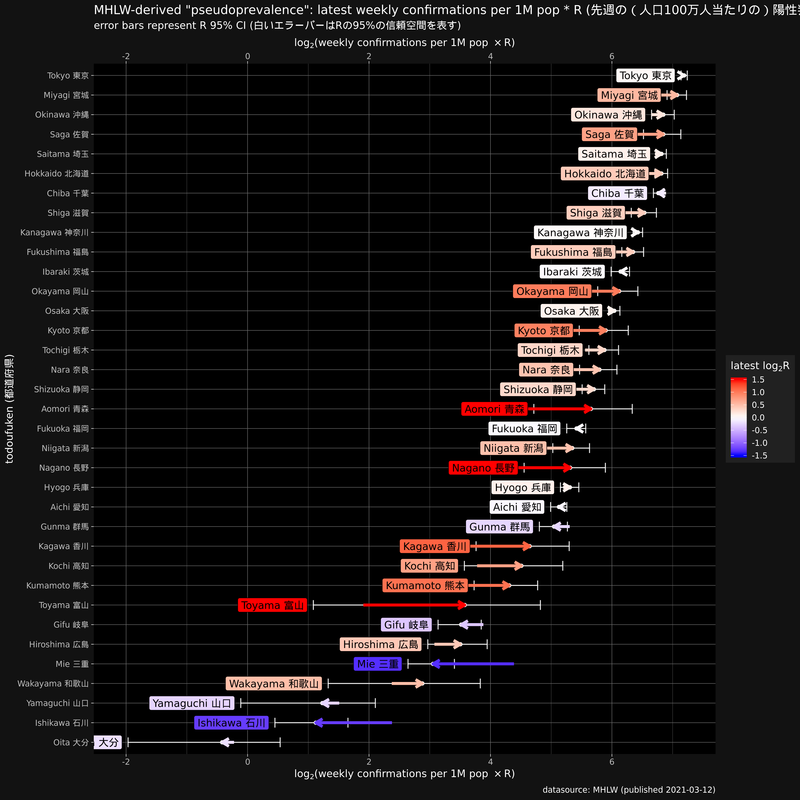 MHLW-derived "pseudoprevalence": latest weekly confirmations per 1M pop * R (先週の ( 人口100万人当たりの ) 陽性
error bars represent R 95% CI (白いエラーバーはRの95%の信頼空間を表す)
log₂(weekly confirmations per 1M pop × R)
-2 0 2 4 6
Tokyo 東京 Tokyo 東京
Miyagi 宮城 Miyagi 宮城
Okinawa 沖縄 Okinawa 沖縄
Saga 佐賀 Saga 佐賀
Saitama 埼玉 Saitama 埼玉
Hokkaido 北海道 Hokkaido 北海道
Chiba 千葉 Chiba 千葉
Shiga 滋賀 Shiga 滋賀
Kanagawa 神奈川 Kanagawa 神奈川
Fukushima 福島 Fukushima 福島
Ibaraki 茨城 Ibaraki 茨城
Okayama 岡山 Okayama 岡山
Osaka 大阪 Osaka 大阪
Kyoto 京都 Kyoto 京都
Tochigi 栃木 Tochigi 栃木
Nara 奈良 Nara 奈良
Shizuoka 静岡 Shizuoka 静岡
Aomori 青森 Aomori 青森
Fukuoka 福岡 Fukuoka 福岡
Niigata 新潟 Niigata 新潟
Nagano 長野 Nagano 長野
Hyogo 兵庫 Hyogo 兵庫
Aichi 愛知 Aichi 愛知
Gunma 群馬 Gunma 群馬
Kagawa 香川 Kagawa 香川
Kochi 高知 Kochi 高知
Kumamoto 熊本 Kumamoto 熊本
Toyama 富山 Toyama 富山
Gifu 岐阜 Gifu 岐阜
Hiroshima 広島 Hiroshima 広島
Mie 三重 Mie 三重
Wakayama 和歌山 Wakayama 和歌山
Yamaguchi 山口 Yamaguchi 山口
Ishikawa 石川 Ishikawa 石川
Oita 大分 大分
-2 0 2 4 6
log₂(weekly confirmations per 1M pop × R)
todoufuken (都道府県)
latest log₂R
1.5
1.0
0.5
0.0
-0.5
-1.0
-1.5
datasource: MHLW (published 2021-03-12)